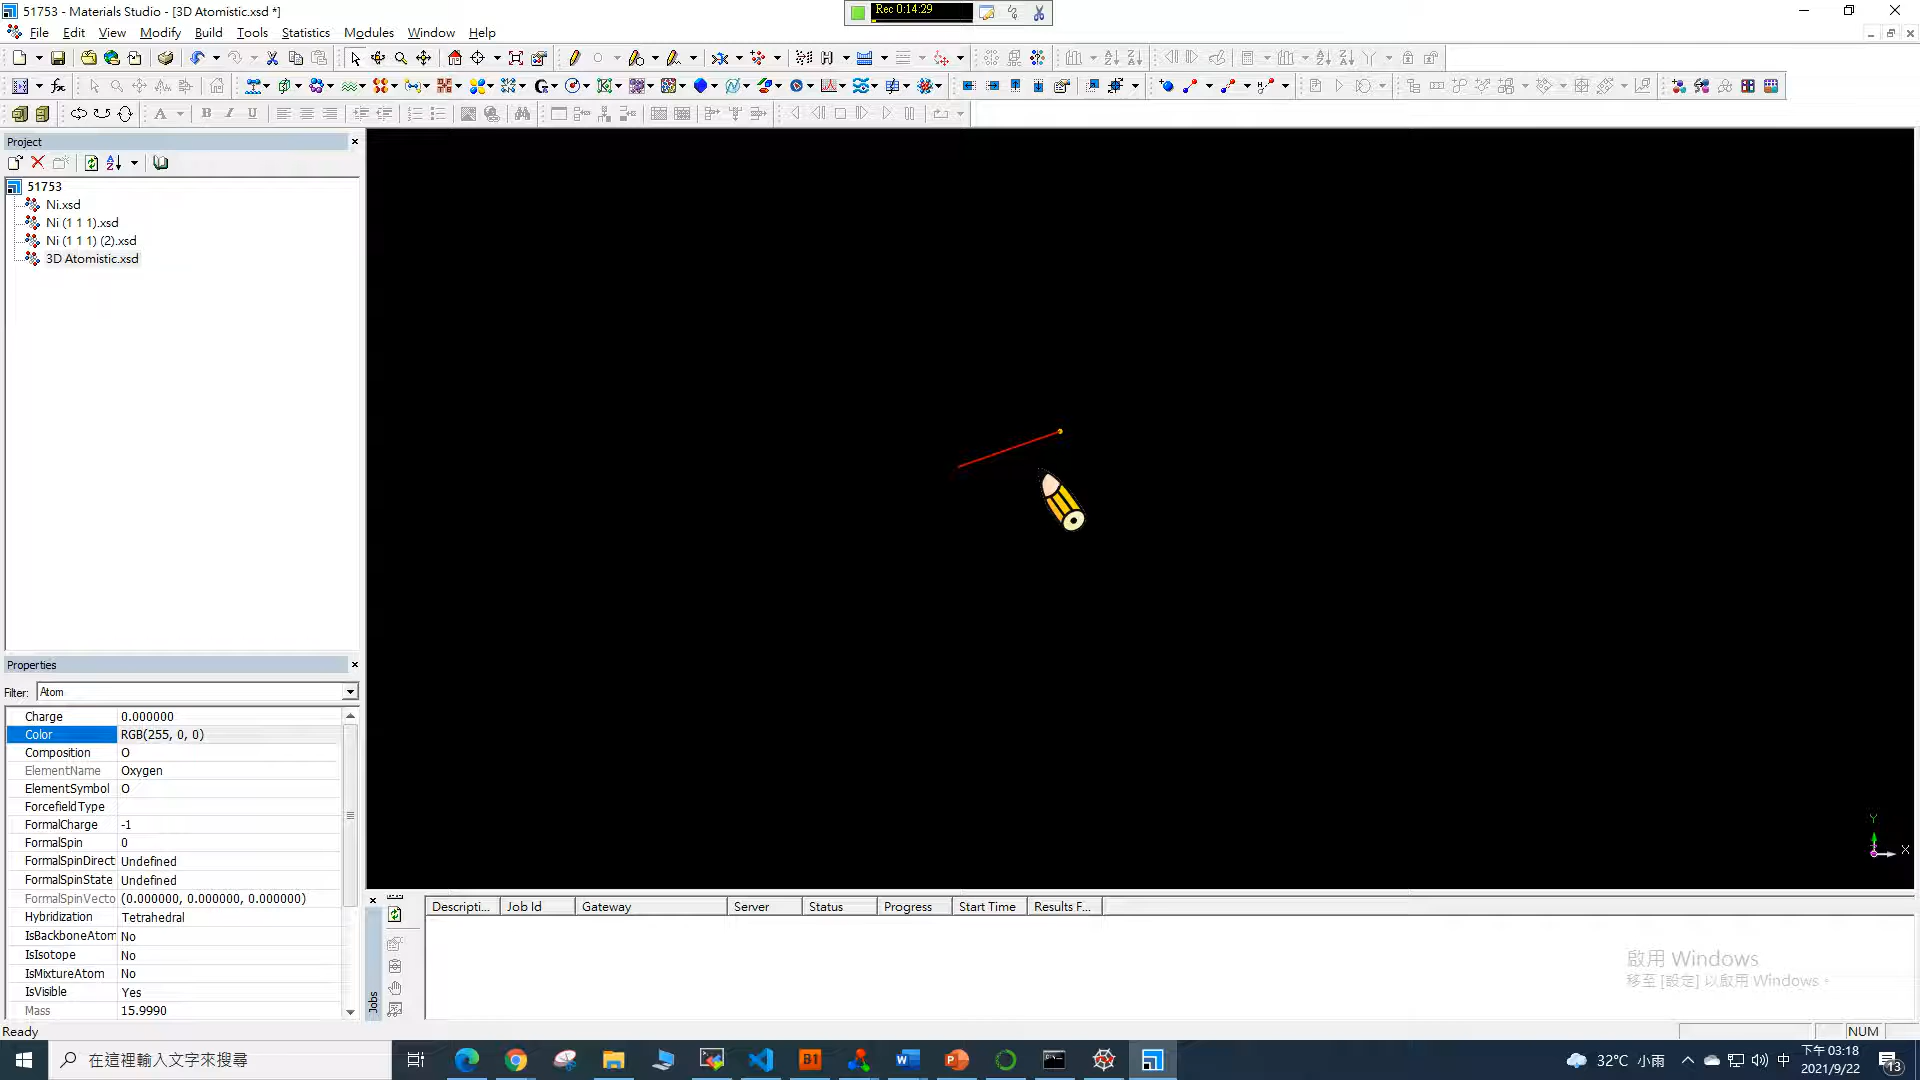 51753 - Materials Studio - [3D Atomistic.xsd *]
Rec 0:14:29
File Edit View Modify Build Tools Statistics Modules Window Help
Project
51753
Ni.xsd
Ni (1 1 1).xsd
Ni (1 1 1) (2).xsd
3D Atomistic.xsd
Properties
Filter: Atom
Charge 0.000000
Color RGB(255, 0, 0)
Composition O
ElementName Oxygen
ElementSymbol O
ForcefieldType
FormalCharge -1
FormalSpin 0
FormalSpinDirect Undefined
FormalSpinState Undefined
FormalSpinVecto (0.000000, 0.000000, 0.000000)
Hybridization Tetrahedral
IsBackboneAtom No
IsIsotope No
IsMixtureAtom No
IsVisible Yes
Mass 15.9990
Y
X
Jobs
Descripti... Job Id Gateway Server Status Progress Start Time Results F...
啟用 Windows
移至 [設定] 以啟用 Windows。
Ready
NUM
在這裡輸入文字來搜尋
B1
32°C 小雨
中
下午 03:18
2021/9/22
13